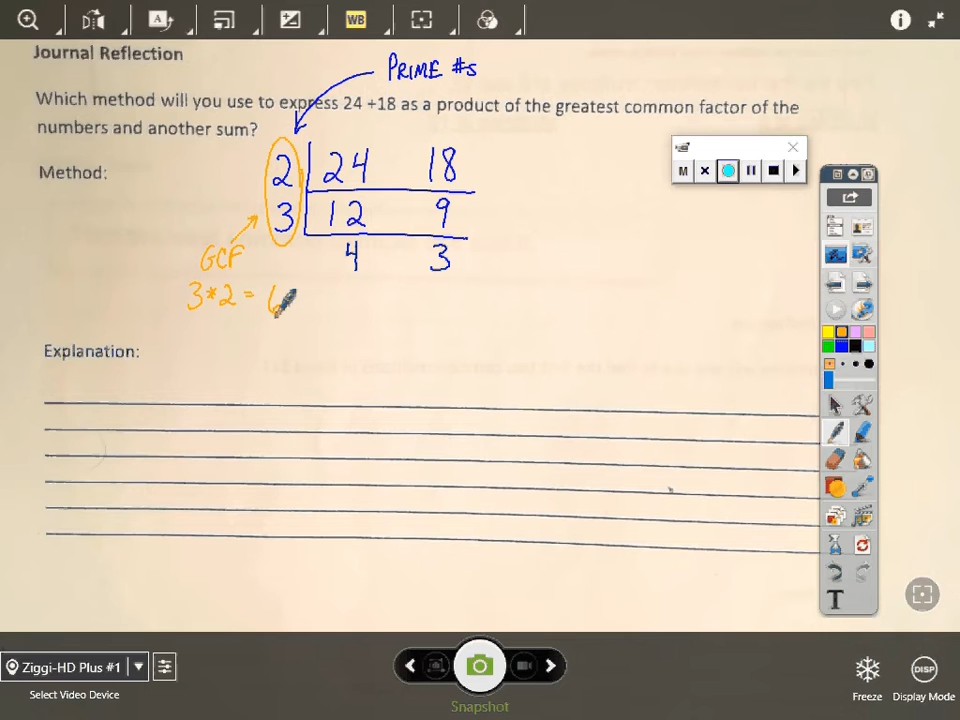 WB
Journal Reflection
PRIME #s
Which method will you use to express 24 +18 as a product of the greatest common factor of the
numbers and another sum?
Method:
2 24 18
3 12 9
4 3
GCF
3*2 = 6
M
Explanation:
T
Ziggi-HD Plus #1
Select Video Device
Snapshot
Freeze
DISP
Display Mode